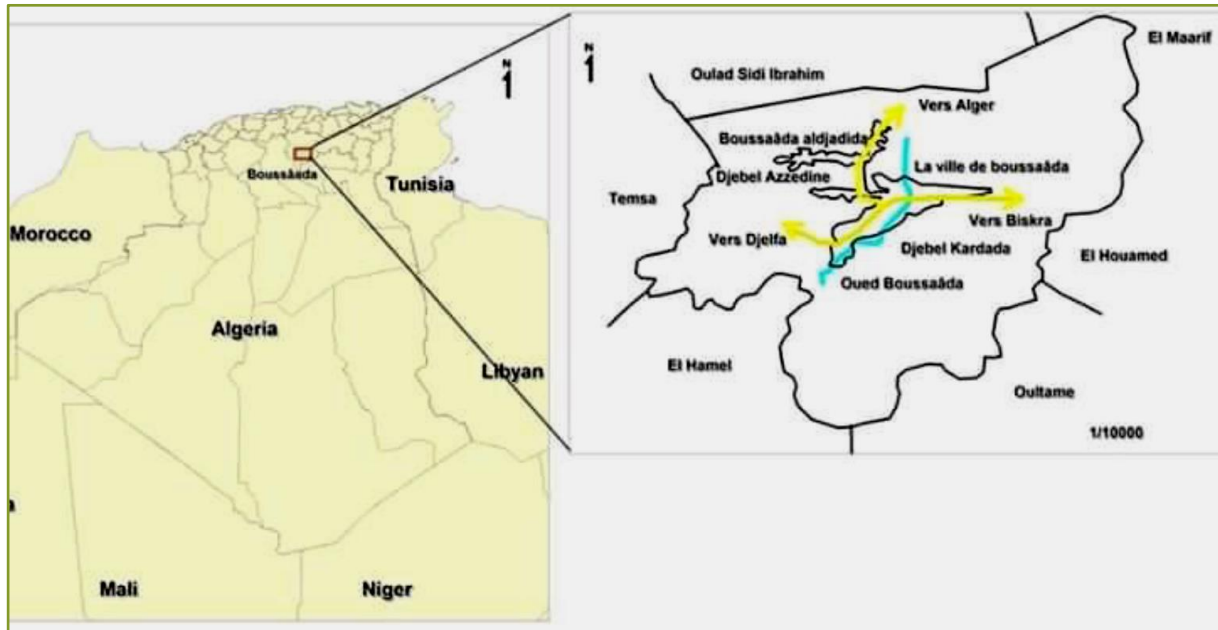 N
Boussâada
Tunisia
Morocco
Algeria
Libyan
Mali
Niger
N
El Maarif
Oulad Sidi Ibrahim
Vers Alger
Boussaâda aldjadida
La ville de boussaâda
Djebel Azzedine
Temsa
Vers Biskra
Vers Djelfa
Djebel Kardada
El Houamed
Oued Boussaâda
El Hamel
Oultame
1/10000